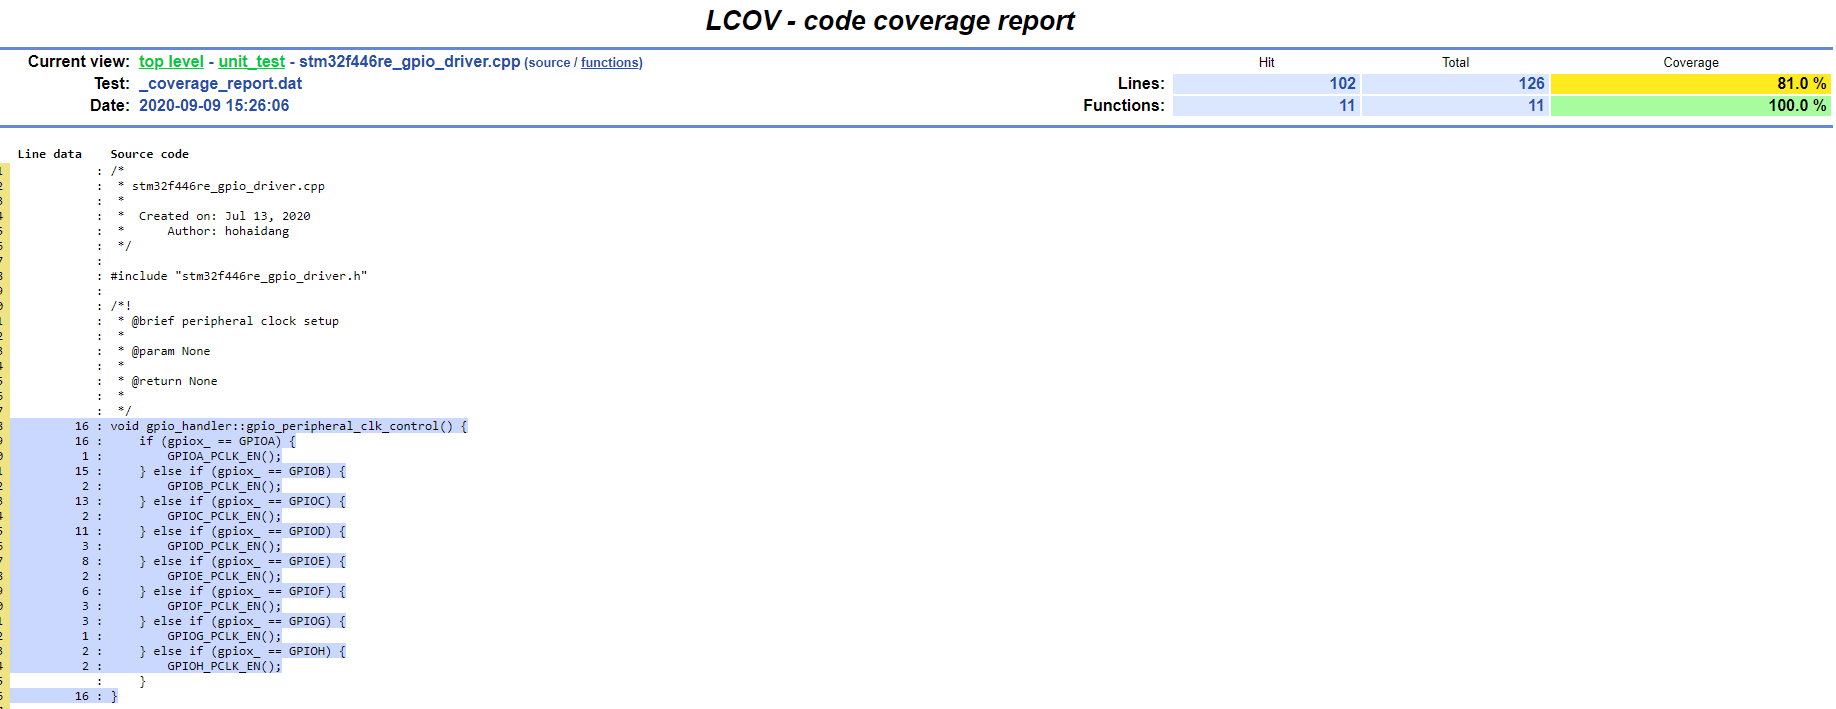 LCOV - code coverage report
Current view: top level - unit_test - stm32f446re_gpio_driver.cpp (source / functions)
Hit Total Coverage
Test: _coverage_report.dat
Lines: 102 126 81.0 %
Date: 2020-09-09 15:26:06
Functions: 11 11 100.0 %
Line data Source code
: /*
: * stm32f446re_gpio_driver.cpp
: *
: * Created on: Jul 13, 2020
: * Author: hohaidang
: */
:
: #include "stm32f446re_gpio_driver.h"
:
: /*!
: * @brief peripheral clock setup
: *
: * @param None
: *
: * @return None
: *
: */
16 : void gpio_handler::gpio_peripheral_clk_control() {
16 : if (gpiox_ == GPIOA) {
1 : GPIOA_PCLK_EN();
15 : } else if (gpiox_ == GPIOB) {
2 : GPIOB_PCLK_EN();
13 : } else if (gpiox_ == GPIOC) {
2 : GPIOC_PCLK_EN();
11 : } else if (gpiox_ == GPIOD) {
3 : GPIOD_PCLK_EN();
8 : } else if (gpiox_ == GPIOE) {
2 : GPIOE_PCLK_EN();
6 : } else if (gpiox_ == GPIOF) {
3 : GPIOF_PCLK_EN();
3 : } else if (gpiox_ == GPIOG) {
1 : GPIOG_PCLK_EN();
2 : } else if (gpiox_ == GPIOH) {
2 : GPIOH_PCLK_EN();
: }
16 : }